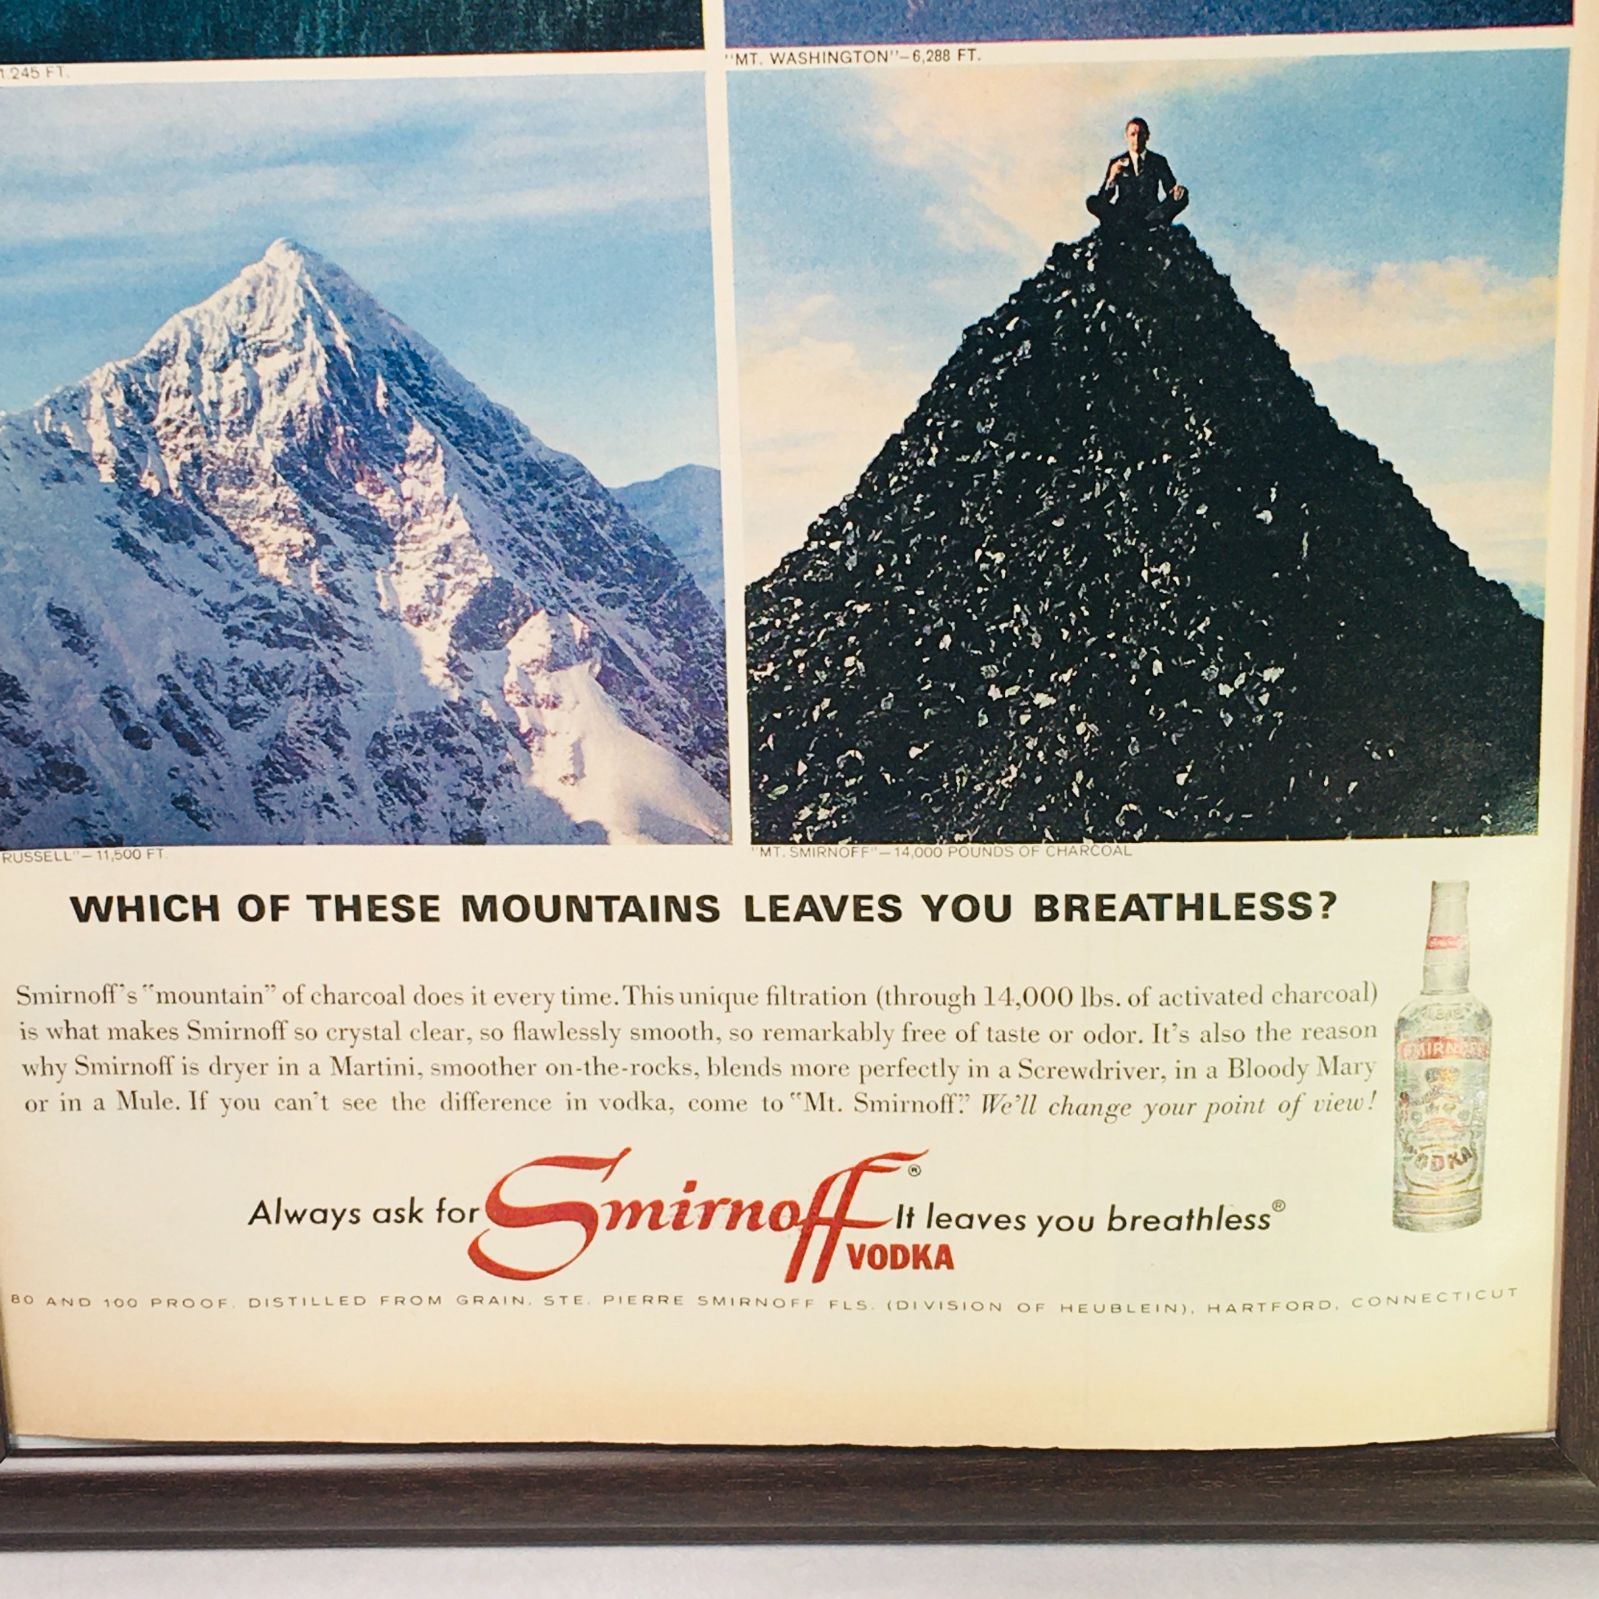 1,245 FT.
"MT. WASHINGTON"—6,288 FT.
RUSSELL"—11,500 FT.
"MT. SMIRNOFF"—14,000 POUNDS OF CHARCOAL
WHICH OF THESE MOUNTAINS LEAVES YOU BREATHLESS?
Smirnoff's "mountain" of charcoal does it every time. This unique filtration (through 14,000 lbs. of activated charcoal)
is what makes Smirnoff so crystal clear, so flawlessly smooth, so remarkably free of taste or odor. It's also the reason
why Smirnoff is dryer in a Martini, smoother on-the-rocks, blends more perfectly in a Screwdriver, in a Bloody Mary
or in a Mule. If you can't see the difference in vodka, come to "Mt. Smirnoff." We'll change your point of view!
SMIRNOFF
VODKA
Always ask for Smirnoff® It leaves you breathless®
VODKA
80 AND 100 PROOF. DISTILLED FROM GRAIN. STE. PIERRE SMIRNOFF FLS. (DIVISION OF HEUBLEIN), HARTFORD, CONNECTICUT